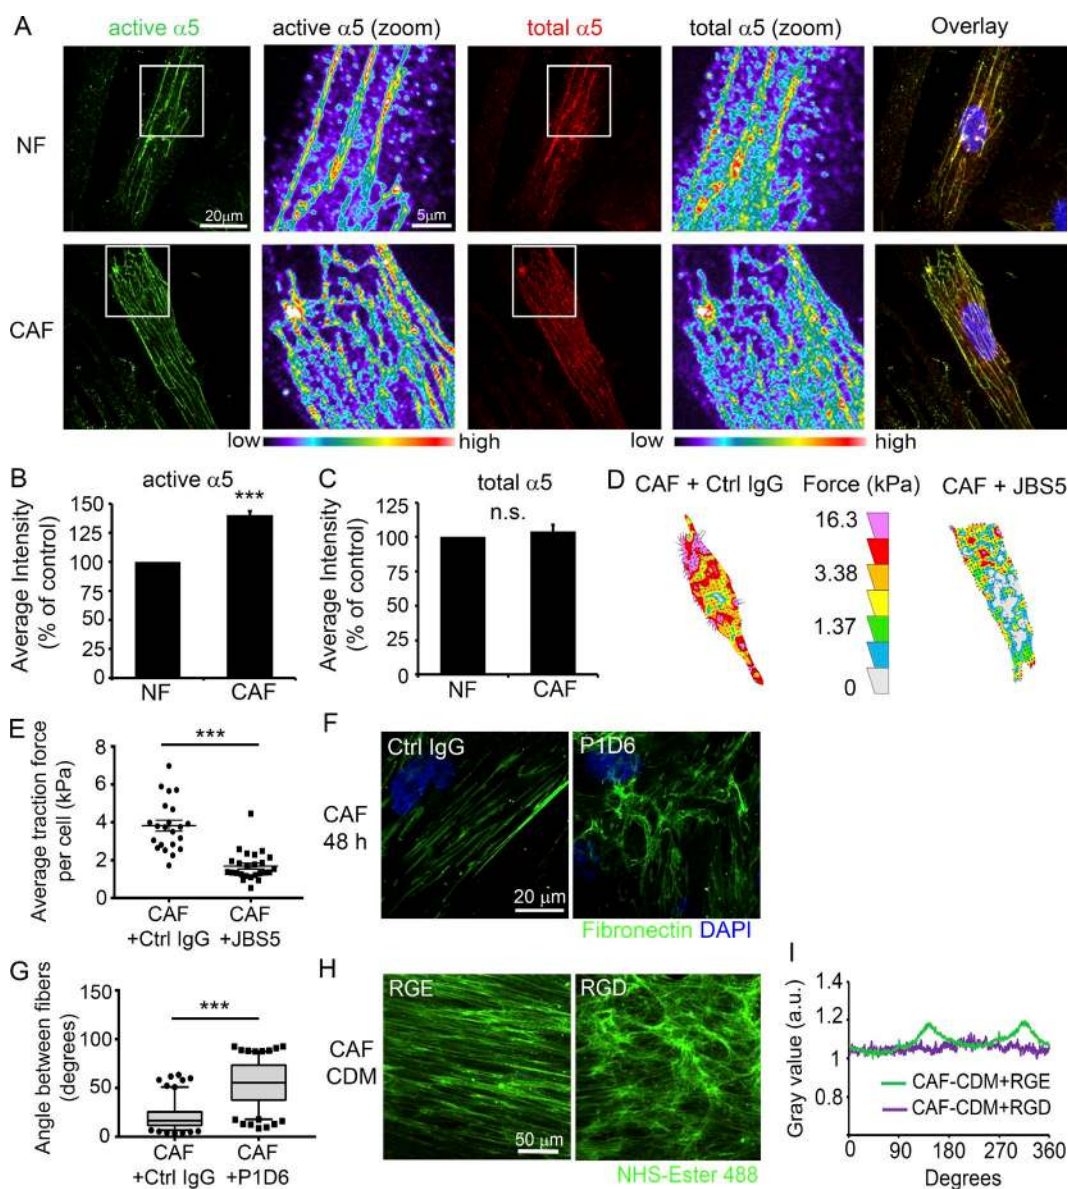 A
active α5
active α5 (zoom)
total α5
total α5 (zoom)
Overlay
NF
20μm
5μm
CAF
low
high
low
high
B
active α5
Average Intensity
(% of control)
150
125
100
75
50
25
0
***
NF
CAF
C
total α5
Average Intensity
(% of control)
125
100
75
50
25
0
n.s.
NF
CAF
D
CAF + Ctrl IgG
Force (kPa)
CAF + JBS5
16.3
3.38
1.37
0
E
Average traction force
per cell (kPa)
8
6
4
2
0
***
CAF
+Ctrl IgG
CAF
+JBS5
F
Ctrl IgG
P1D6
CAF
48 h
20 μm
Fibronectin DAPI
G
Angle between fibers
(degrees)
150
100
50
0
***
CAF
+Ctrl IgG
CAF
+P1D6
H
RGE
RGD
CAF
CDM
50 μm
NHS-Ester 488
I
Gray value (a.u.)
1.4
1.2
1
0.8
CAF-CDM+RGE
CAF-CDM+RGD
0
90
180
270
360
Degrees